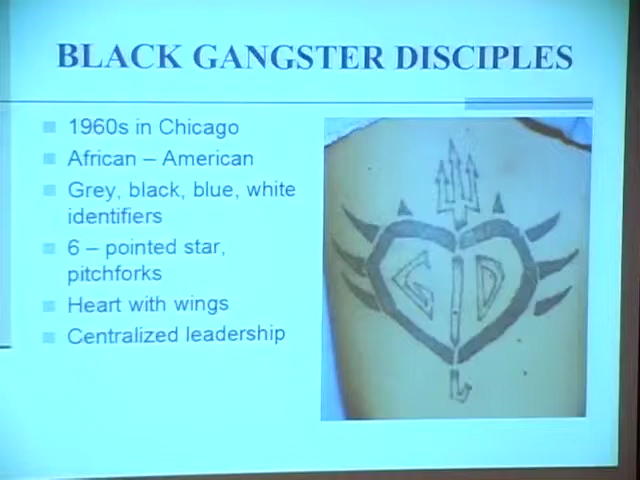 BLACK GANGSTER DISCIPLES
1960s in Chicago
African – American
Grey, black, blue, white
identifiers
6 – pointed star,
pitchforks
Heart with wings
Centralized leadership
G D